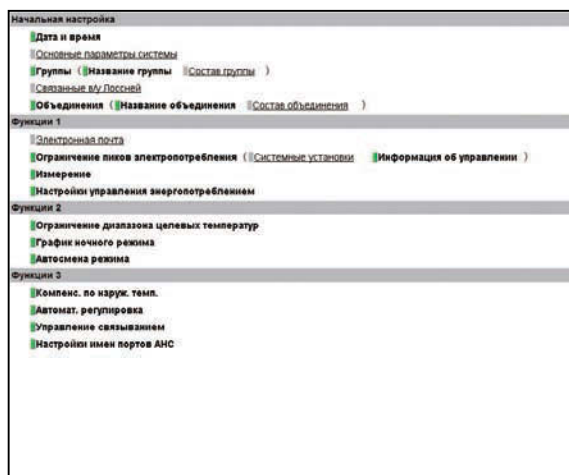 Начальная настройка
Дата и время
Основные параметры системы
Группы ( Название группы Состав группы )
Связанные в/у Лоссней
Объединения ( Название объединения Состав объединения )
Функции 1
Электронная почта
Ограничение пиков электропотребления ( Системные установки Информация об управлении )
Измерение
Настройки управления энергопотреблением
Функции 2
Ограничение диапазона целевых температур
График ночного режима
Автосмена режима
Функции 3
Компенс. по наруж. темп.
Автомат. регулировка
Управление связыванием
Настройки имен портов AHC